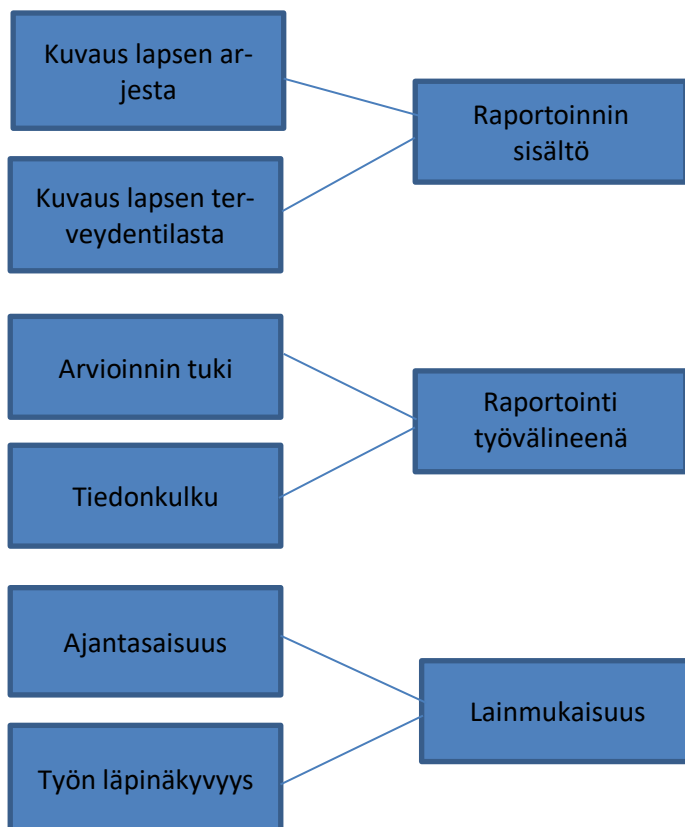 Kuvaus lapsen ar-
jesta
Raportoinnin
sisältö
Kuvaus lapsen ter-
veydentilasta
Arvioinnin tuki
Raportointi
työvälineenä
Tiedonkulku
Ajantasaisuus
Lainmukaisuus
Työn läpinäkyvyys